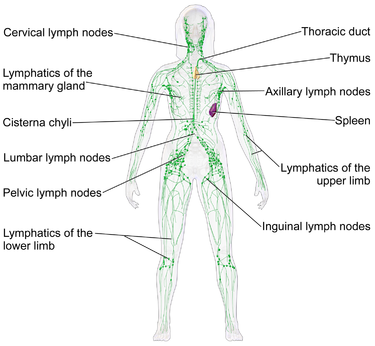 Cervical lymph nodes
Lymphatics of the
mammary gland
Cisterna chyli
Lumbar lymph nodes
Pelvic lymph nodes
Lymphatics of the
lower limb
Thoracic duct
Thymus
Axillary lymph nodes
Spleen
Lymphatics of the
upper limb
Inguinal lymph nodes